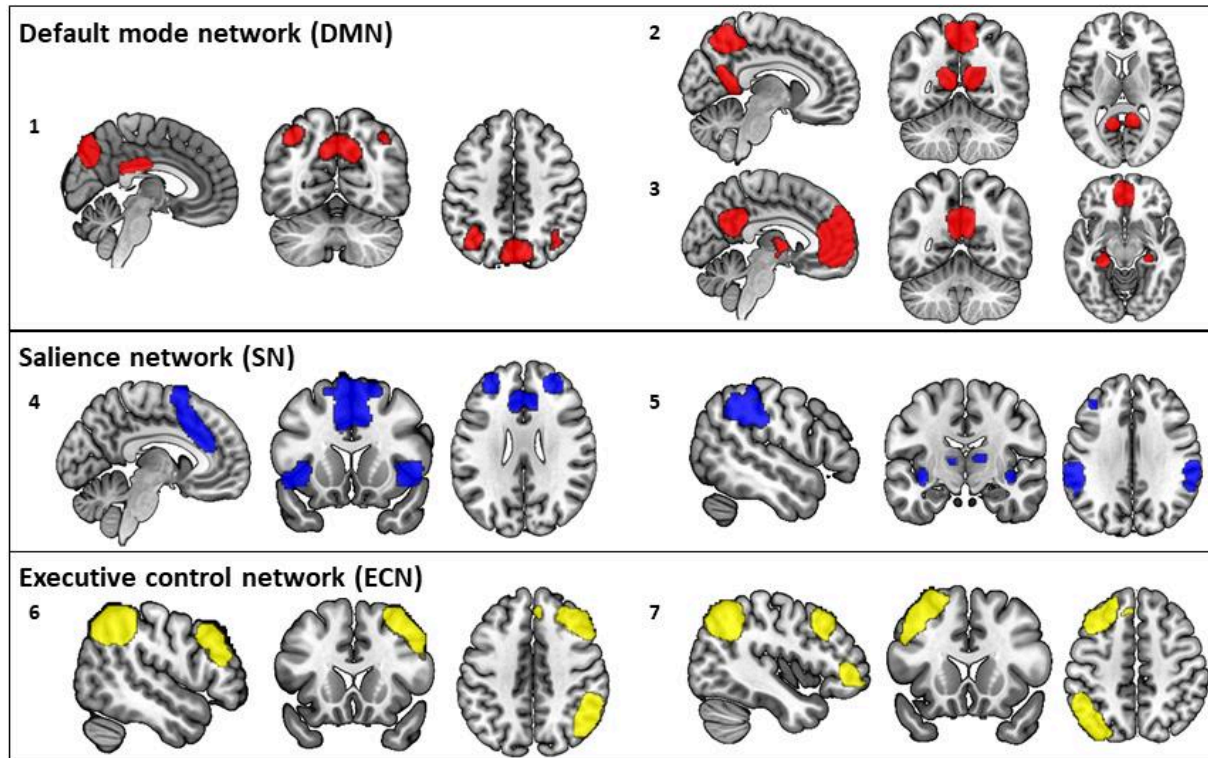 Default mode network (DMN)
1
2
3
Salience network (SN)
4
5
Executive control network (ECN)
6
7